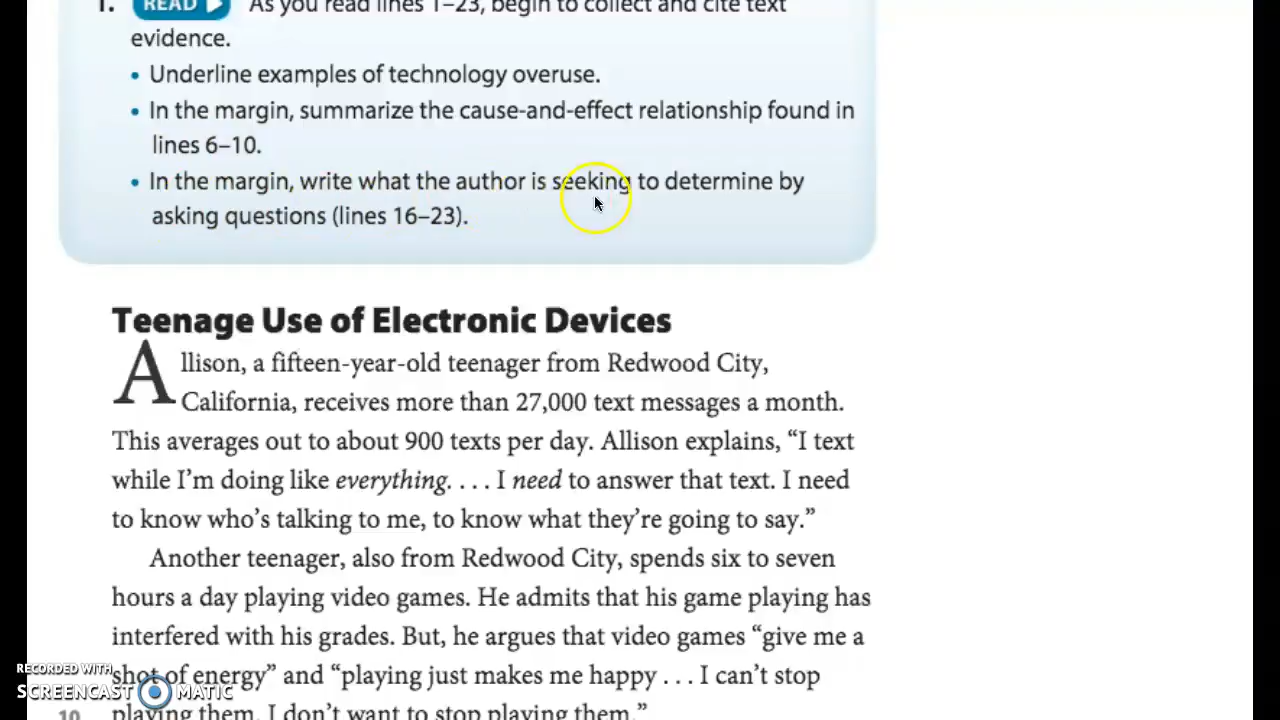 1. READ As you read lines 1–23, begin to collect and cite text
evidence.
• Underline examples of technology overuse.
• In the margin, summarize the cause-and-effect relationship found in
lines 6–10.
• In the margin, write what the author is seeking to determine by
asking questions (lines 16–23).
Teenage Use of Electronic Devices
Allison, a fifteen-year-old teenager from Redwood City,
California, receives more than 27,000 text messages a month.
This averages out to about 900 texts per day. Allison explains, “I text
while I’m doing like everything. . . . I need to answer that text. I need
to know who’s talking to me, to know what they’re going to say.”
Another teenager, also from Redwood City, spends six to seven
hours a day playing video games. He admits that his game playing has
interfered with his grades. But, he argues that video games “give me a
shot of energy” and “playing just makes me happy . . . I can’t stop
10 playing them. I don’t want to stop playing them.”
RECORDED WITH
SCREENCAST MATIC